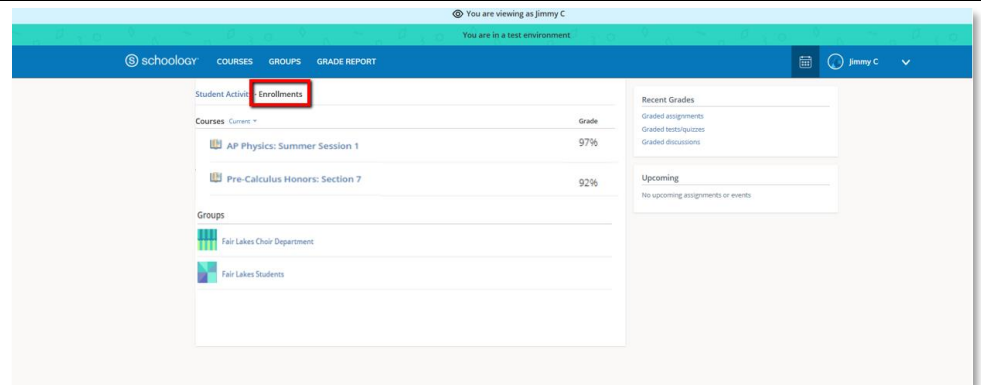 You are viewing as Jimmy C
You are in a test environment
S schoology COURSES GROUPS GRADE REPORT Jimmy C
Student Activity Enrollments
Courses Current Grade
AP Physics: Summer Session 1 97%
Pre-Calculus Honors: Section 7 92%
Groups
Fair Lakes Choir Department
Fair Lakes Students
Recent Grades
Graded assignments
Graded tests/quizzes
Graded discussions
Upcoming
No upcoming assignments or events